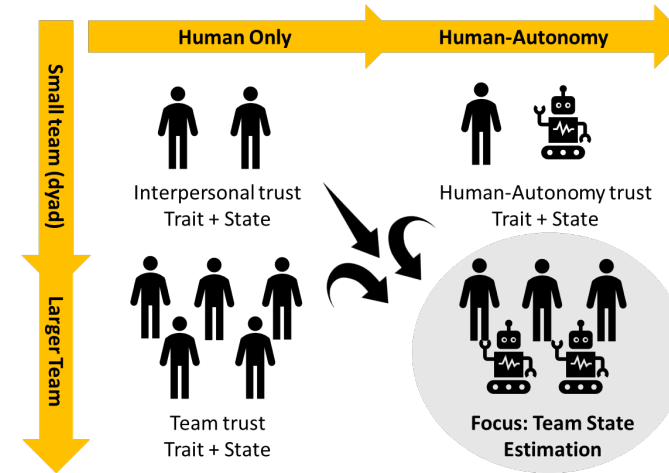 Human Only
Human-Autonomy
Small team (dyad)
Interpersonal trust
Trait + State
Human-Autonomy trust
Trait + State
Larger Team
Team trust
Trait + State
Focus: Team State
Estimation